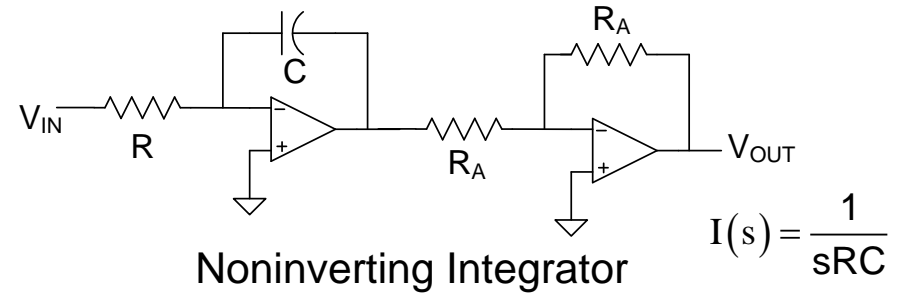 R_A
C
V_IN
R
R_A
V_OUT
Noninverting Integrator
I(s) = 1/sRC